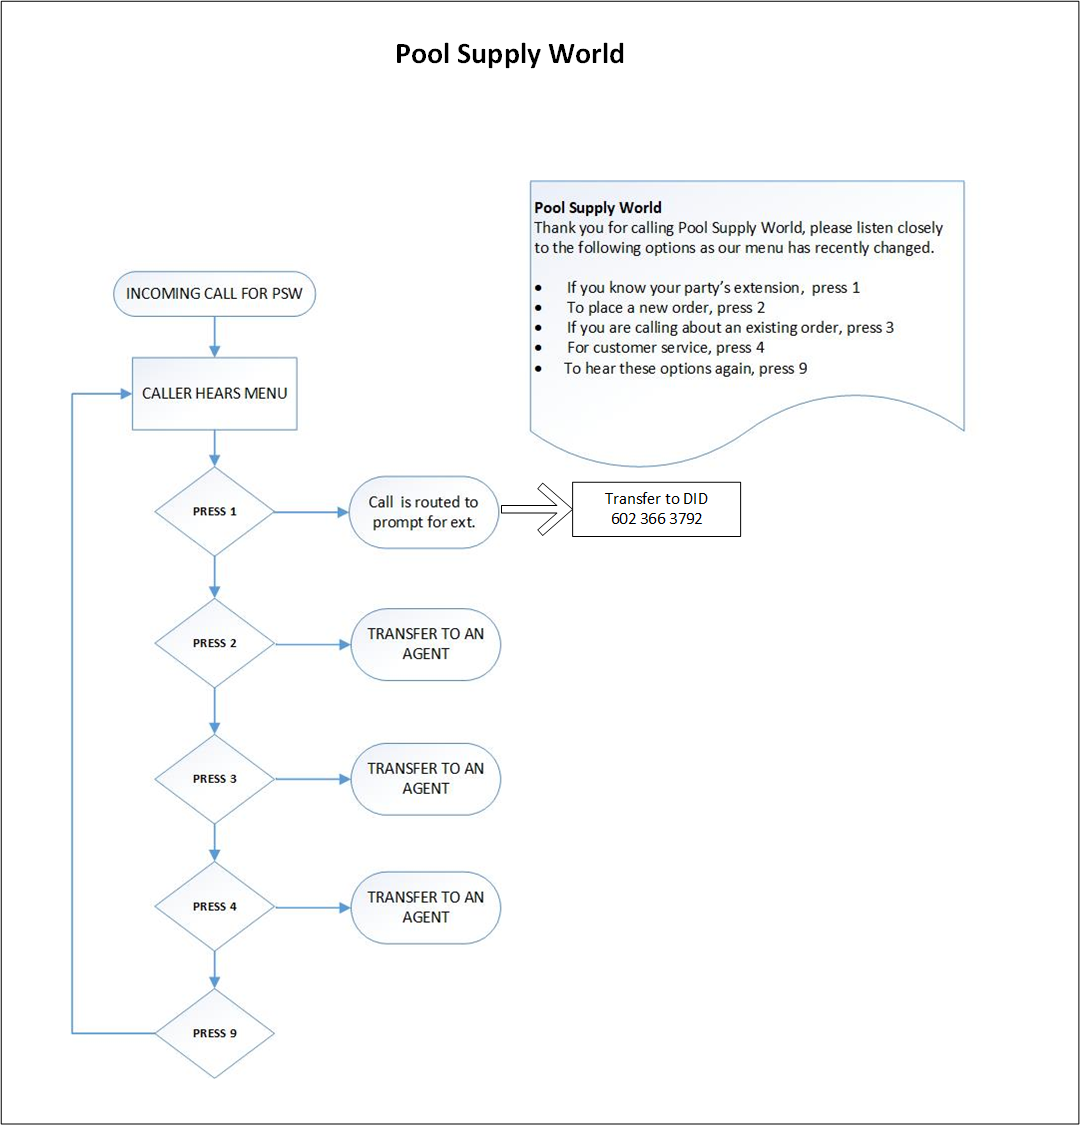 Pool Supply World
Pool Supply World
Thank you for calling Pool Supply World, please listen closely
to the following options as our menu has recently changed.
• If you know your party's extension, press 1
• To place a new order, press 2
• If you are calling about an existing order, press 3
• For customer service, press 4
• To hear these options again, press 9
INCOMING CALL FOR PSW
CALLER HEARS MENU
PRESS 1
Call is routed to
prompt for ext.
Transfer to DID
602 366 3792
PRESS 2
TRANSFER TO AN
AGENT
PRESS 3
TRANSFER TO AN
AGENT
PRESS 4
TRANSFER TO AN
AGENT
PRESS 9